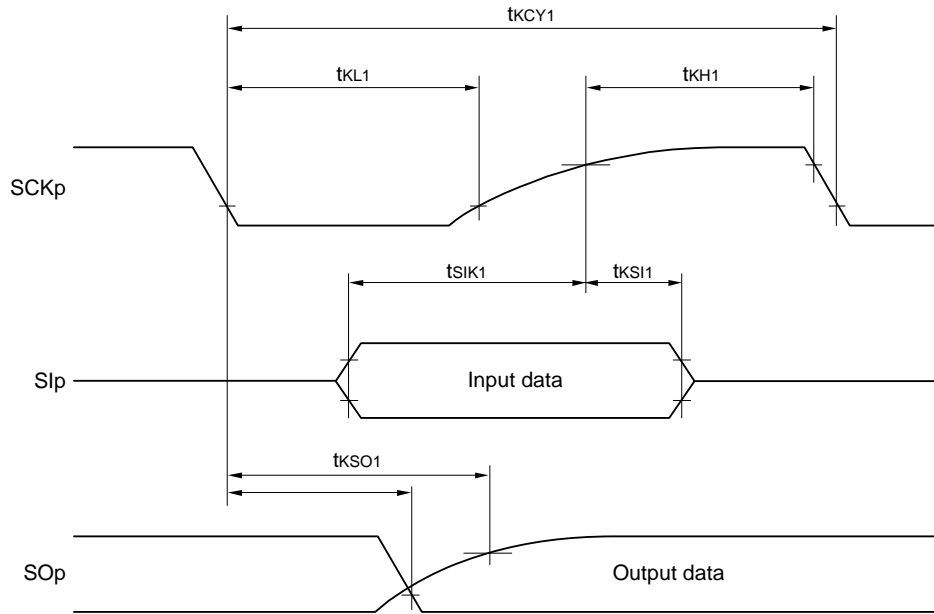 tKCY1
tKL1
tKH1
SCKp
tSIK1
tKSI1
SIp
Input data
tKSO1
SOp
Output data